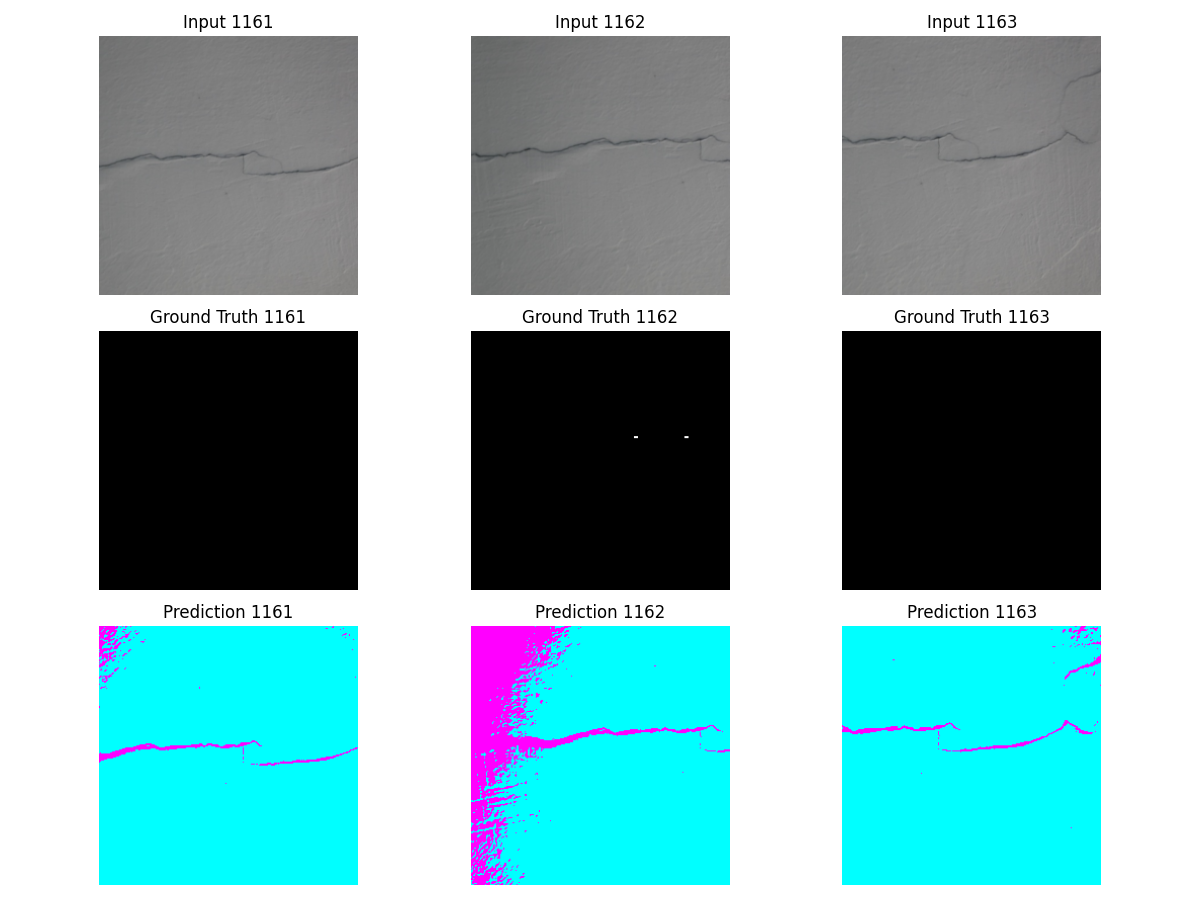 Input 1161
Input 1162
Input 1163
Ground Truth 1161
Ground Truth 1162
Ground Truth 1163
Prediction 1161
Prediction 1162
Prediction 1163